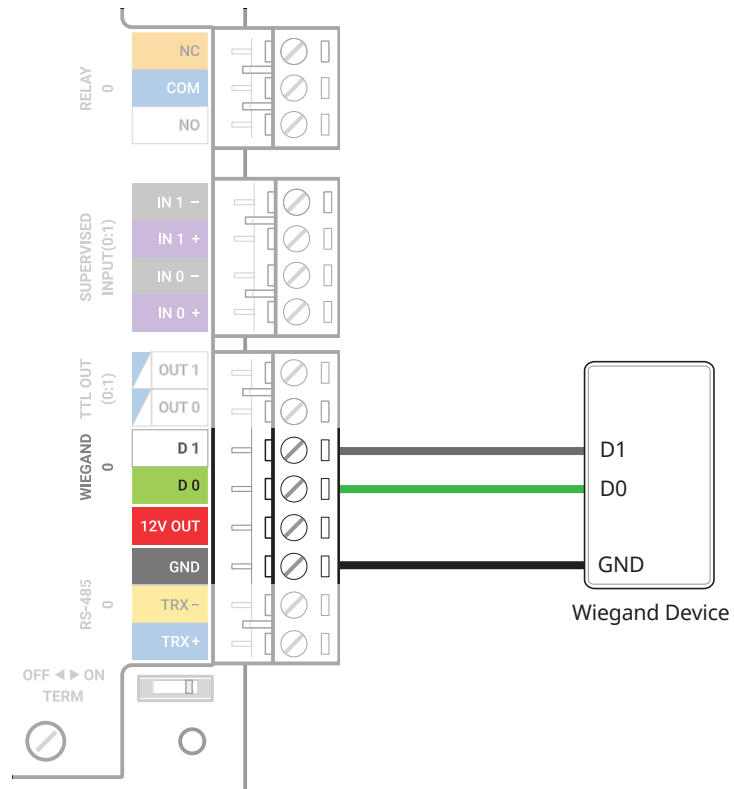 RELAY
0
NC
COM
NO
SUPERVISED
INPUT(0:1)
IN 1 −
IN 1 +
IN 0 −
IN 0 +
TTL OUT
(0:1)
OUT 1
OUT 0
WIEGAND
0
D 1
D 0
12V OUT
GND
RS-485
0
TRX −
TRX +
OFF ◀ ▶ ON
TERM
D1
D0
GND
Wiegand Device